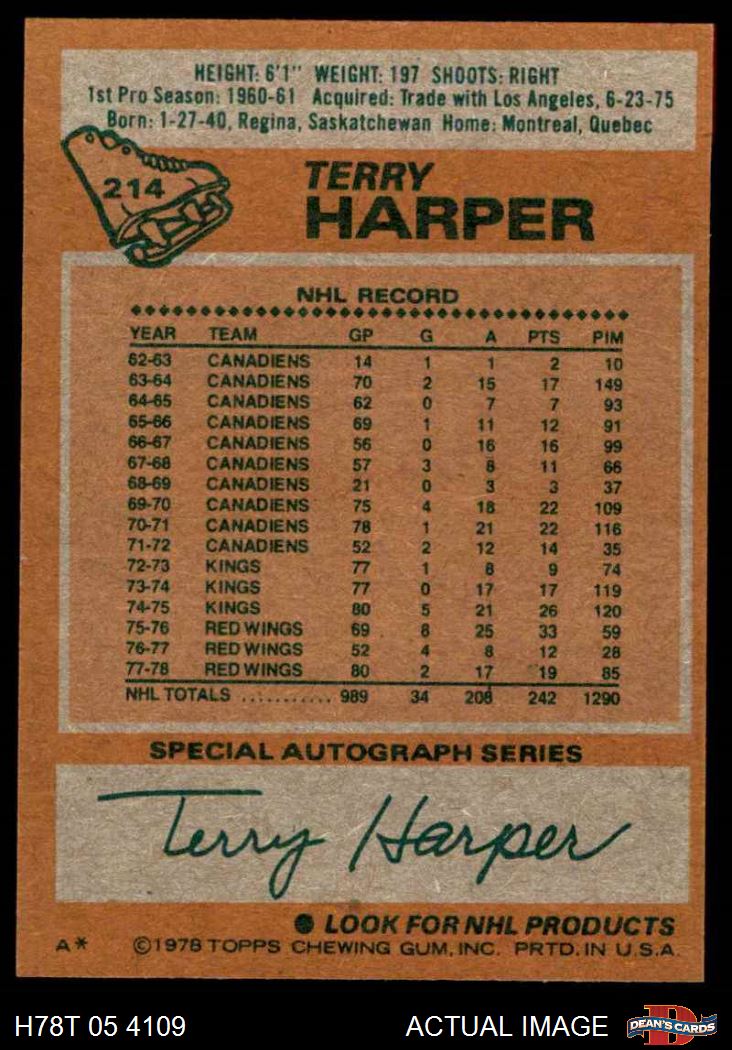 HEIGHT: 6'1" WEIGHT: 197 SHOOTS: RIGHT
1st Pro Season: 1960-61 Acquired: Trade with Los Angeles, 6-23-75
Born: 1-27-40, Regina, Saskatchewan Home: Montreal, Quebec
214
TERRY
HARPER
NHL RECORD
YEAR TEAM GP G A PTS PIM
62-63 CANADIENS 14 1 1 2 10
63-64 CANADIENS 70 2 15 17 149
64-65 CANADIENS 62 0 7 7 93
65-66 CANADIENS 69 1 11 12 91
66-67 CANADIENS 56 0 16 16 99
67-68 CANADIENS 57 3 8 11 66
68-69 CANADIENS 21 0 3 3 37
69-70 CANADIENS 75 4 18 22 109
70-71 CANADIENS 78 1 21 22 116
71-72 CANADIENS 52 2 12 14 35
72-73 KINGS 77 1 8 9 74
73-74 KINGS 77 0 17 17 119
74-75 KINGS 80 5 21 26 120
75-76 RED WINGS 69 8 25 33 59
76-77 RED WINGS 52 4 8 12 28
77-78 RED WINGS 80 2 17 19 85
NHL TOTALS ........... 989 34 208 242 1290
SPECIAL AUTOGRAPH SERIES
Terry Harper
● LOOK FOR NHL PRODUCTS
A* ©1978 TOPPS CHEWING GUM, INC. PRTD. IN U.S.A.
H78T 05 4109 ACTUAL IMAGE D DEAN'S CARDS